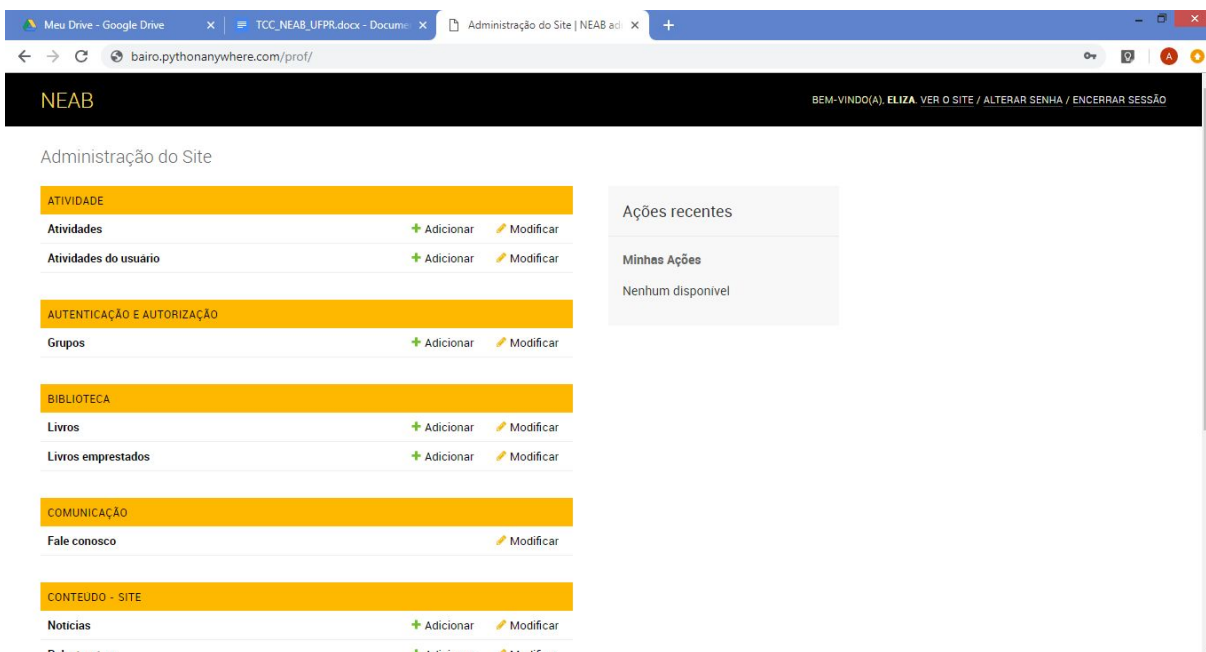 Meu Drive - Google Drive
TCC_NEAB_UFPR.docx - Docume
Administração do Site | NEAB ad
bairo.pythonanywhere.com/prof/
A
NEAB
BEM-VINDO(A), ELIZA. VER O SITE / ALTERAR SENHA / ENCERRAR SESSÃO
Administração do Site
ATIVIDADE
Atividades Adicionar Modificar
Atividades do usuário Adicionar Modificar
AUTENTICAÇÃO E AUTORIZAÇÃO
Grupos Adicionar Modificar
BIBLIOTECA
Livros Adicionar Modificar
Livros emprestados Adicionar Modificar
COMUNICAÇÃO
Fale conosco Modificar
CONTEÚDO - SITE
Notícias Adicionar Modificar
Ações recentes
Minhas Ações
Nenhum disponível